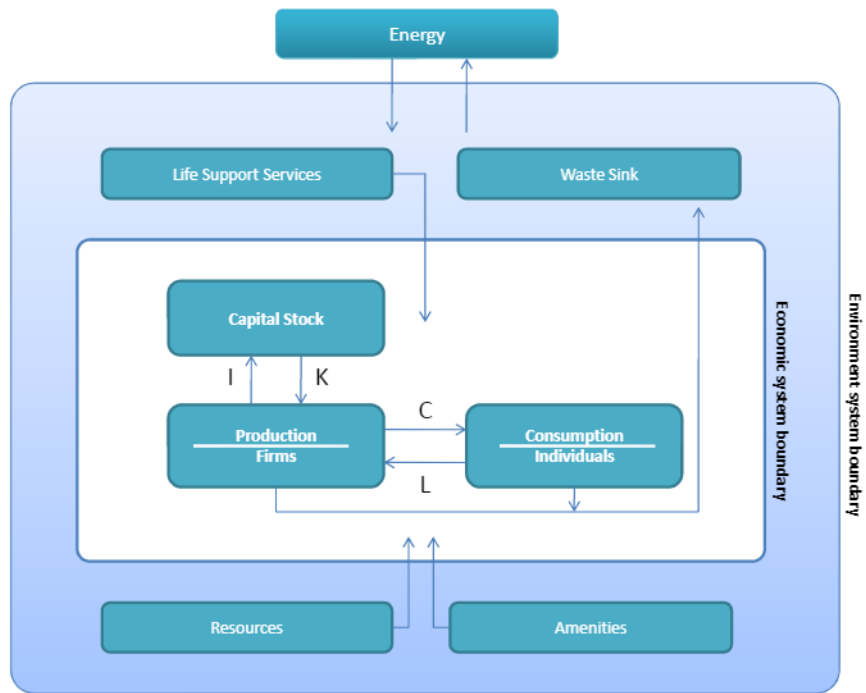 Energy
Life Support Services
Waste Sink
Capital Stock
I
K
Production
Firms
C
L
Consumption
Individuals
Economic system boundary
Environment system boundary
Resources
Amenities